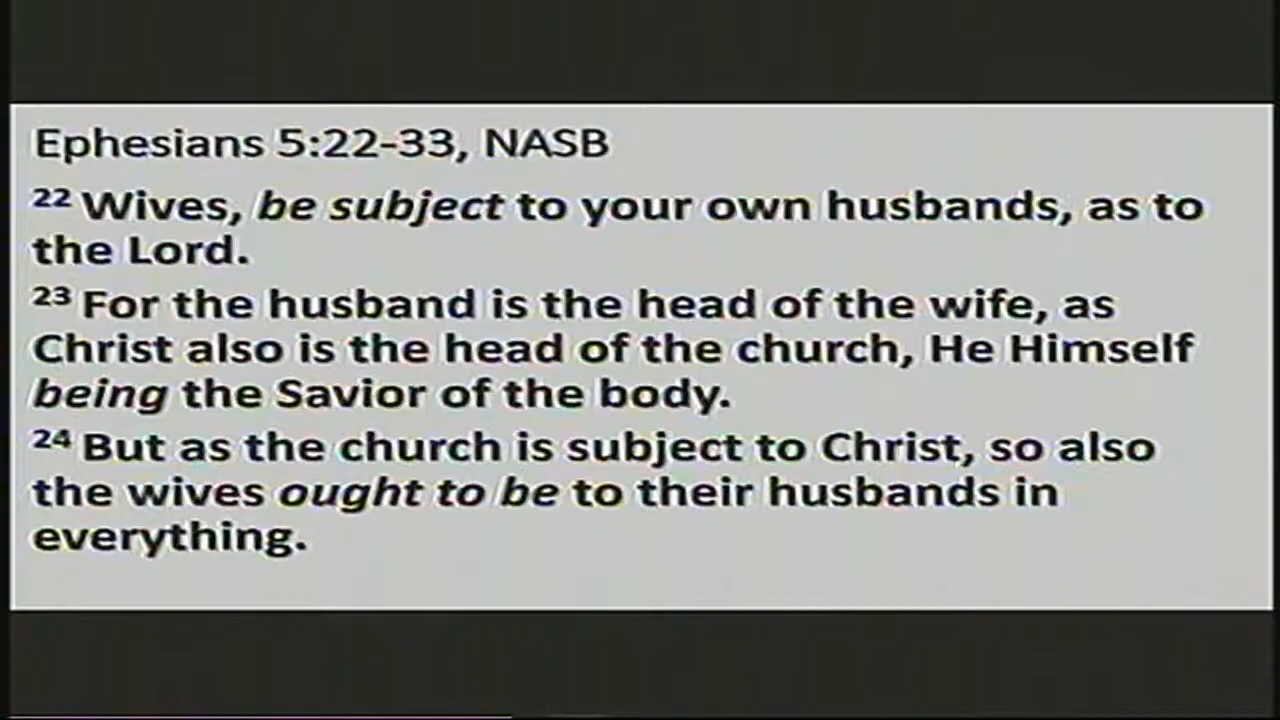 Ephesians 5:22-33, NASB
22 Wives, be subject to your own husbands, as to
the Lord.
23 For the husband is the head of the wife, as
Christ also is the head of the church, He Himself
being the Savior of the body.
24 But as the church is subject to Christ, so also
the wives ought to be to their husbands in
everything.